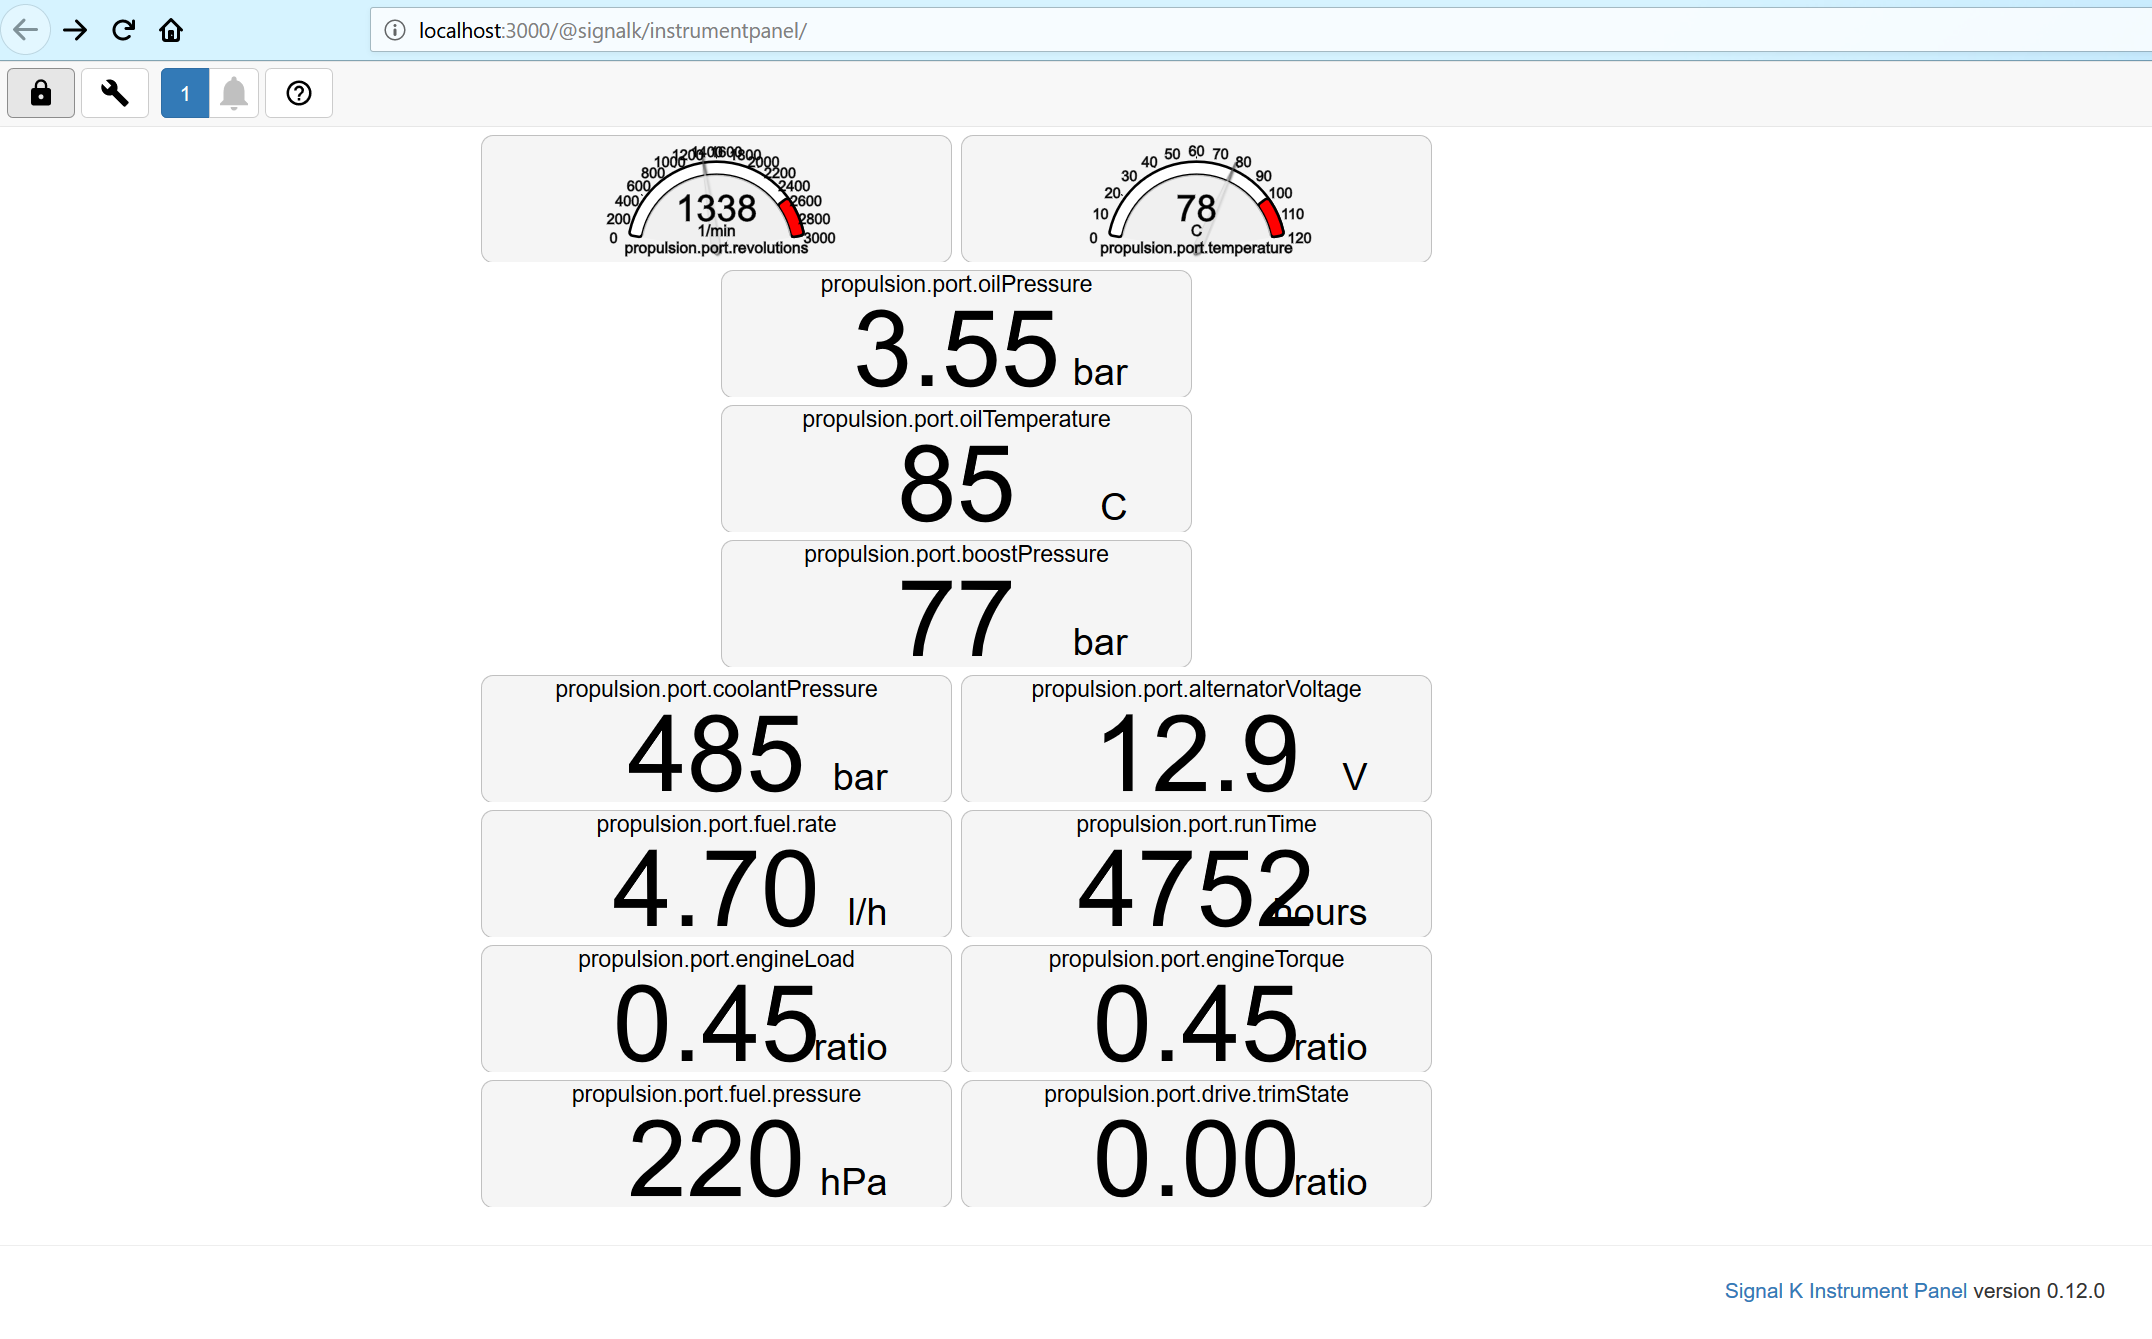 localhost:3000/@signalk/instrumentpanel/
1
0 200 400 600 800 1000 1200 1400 1600 1800 2000 2200 2400 2600 2800 3000
1338
1/min
propulsion.port.revolutions
0 10 20 30 40 50 60 70 80 90 100 110 120
78
C
propulsion.port.temperature
propulsion.port.oilPressure
3.55 bar
propulsion.port.oilTemperature
85 C
propulsion.port.boostPressure
77 bar
propulsion.port.coolantPressure
485 bar
propulsion.port.alternatorVoltage
12.9 V
propulsion.port.fuel.rate
4.70 l/h
propulsion.port.runTime
4752 hours
propulsion.port.engineLoad
0.45 ratio
propulsion.port.engineTorque
0.45 ratio
propulsion.port.fuel.pressure
220 hPa
propulsion.port.drive.trimState
0.00 ratio
Signal K Instrument Panel version 0.12.0